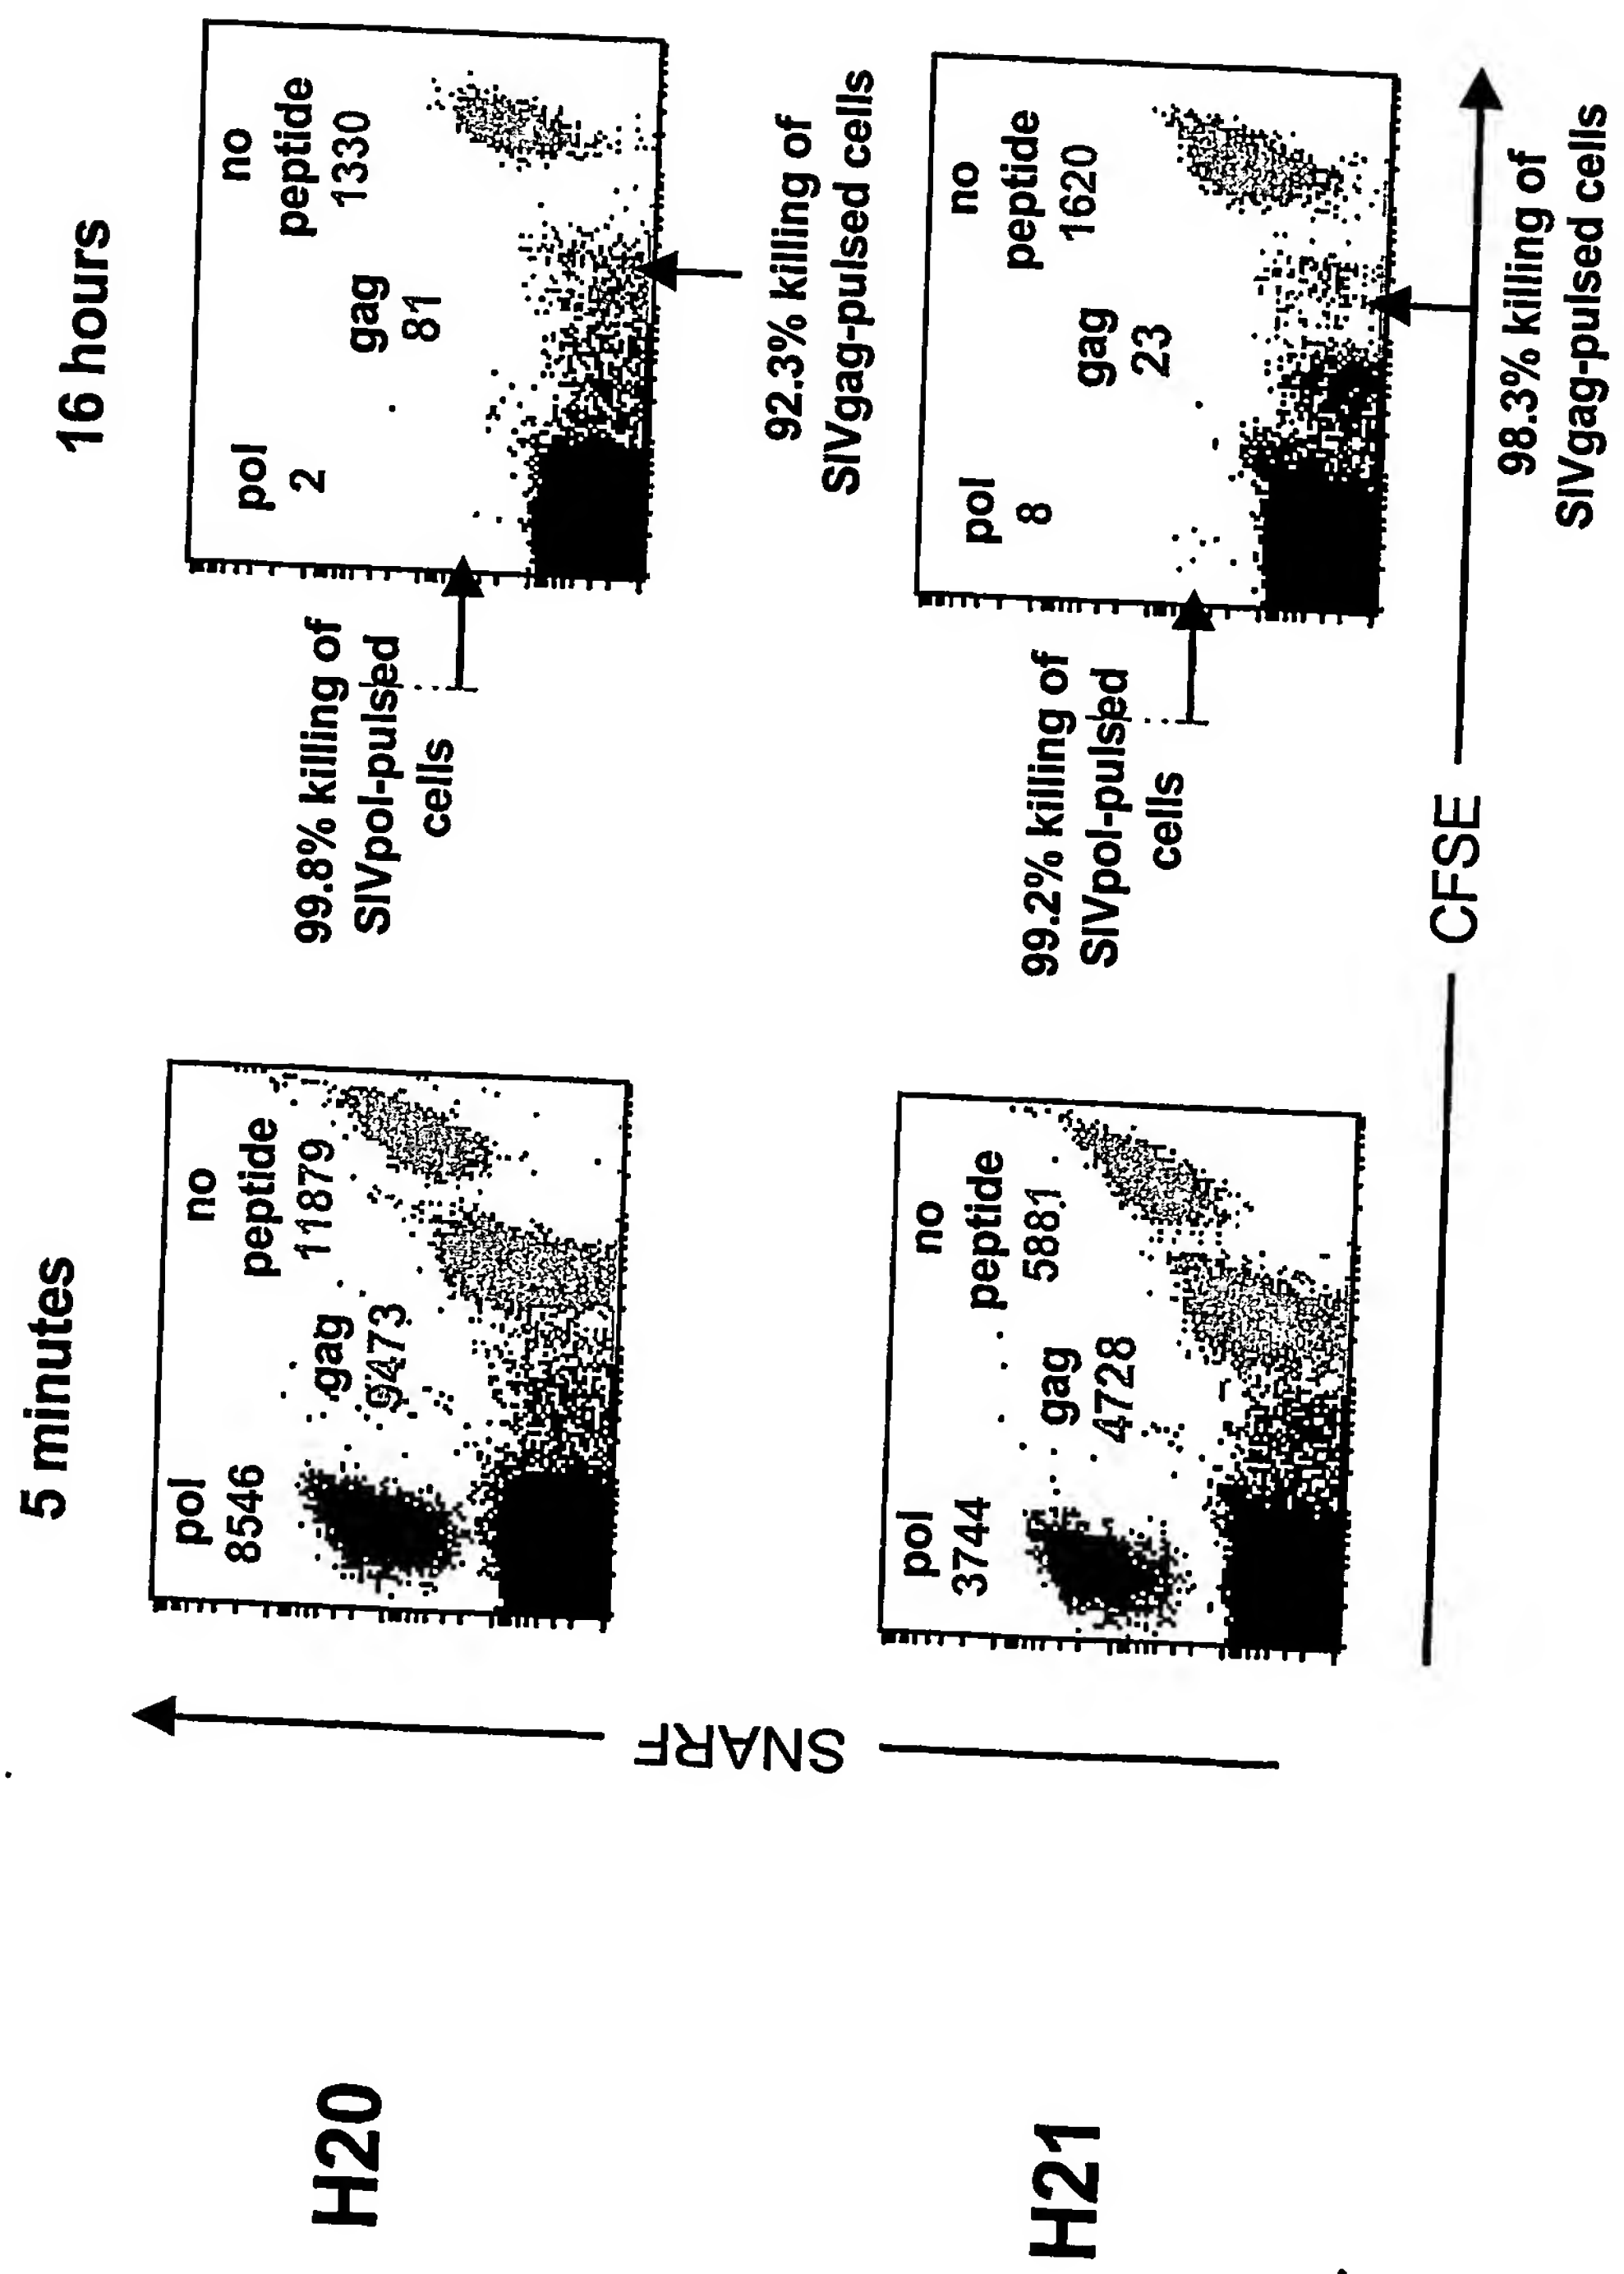 5 minutes
16 hours
H20
pol
8546
gag
9473
no
peptide
11879
99.8% killing of
SIVpol-pulsed
cells
pol
2
gag
81
no
peptide
1330
92.3% killing of
SIVgag-pulsed cells
SNARF
H21
pol
3744
gag
4728
no
peptide
5881
99.2% killing of
SIVpol-pulsed
cells
pol
8
gag
23
no
peptide
1620
CFSE
98.3% killing of
SIVgag-pulsed cells